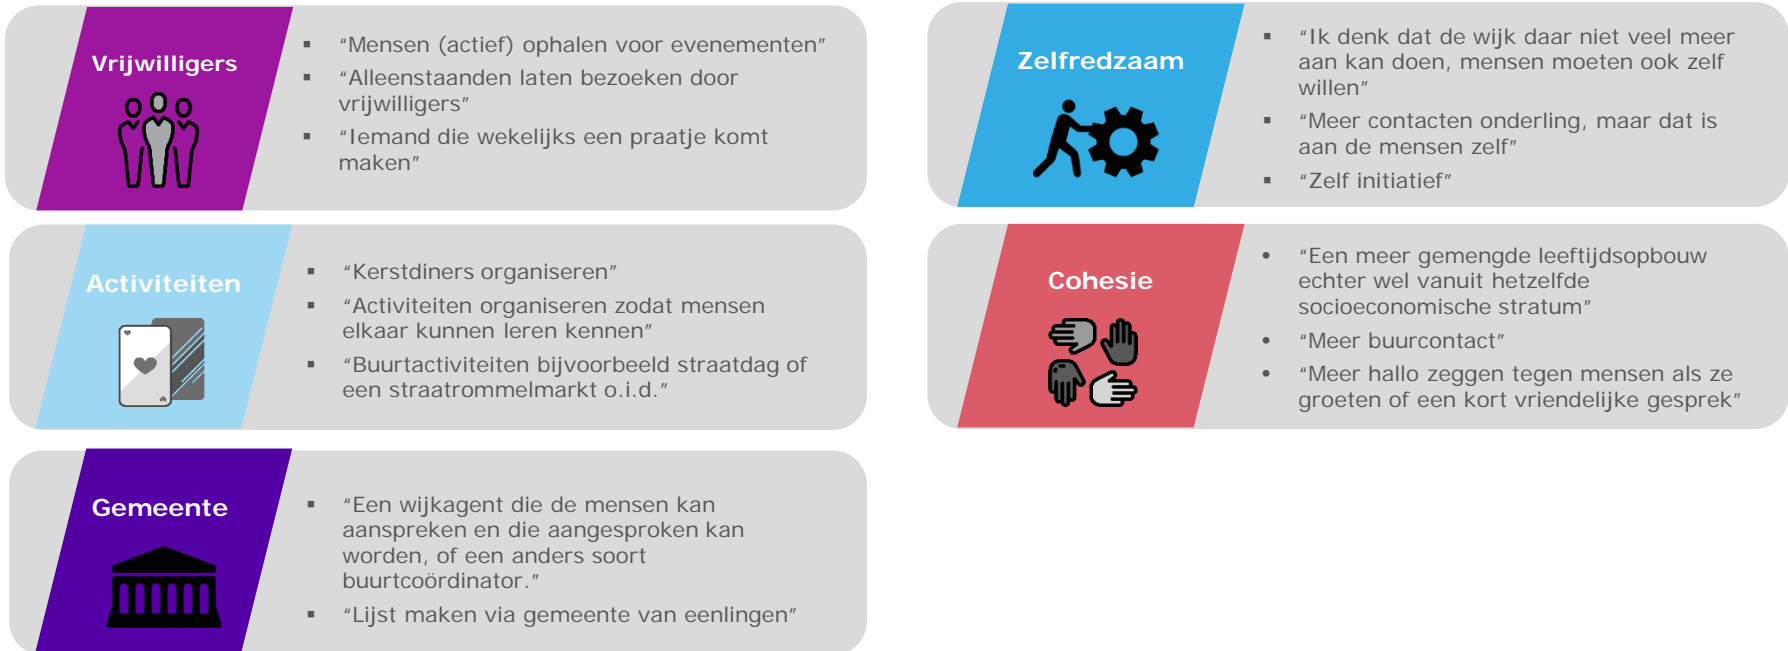 Vrijwilligers
▪ “Mensen (actief) ophalen voor evenementen”
▪ “Alleenstaanden laten bezoeken door
vrijwilligers”
▪ “Iemand die wekelijks een praatje komt
maken”
Activiteiten
▪ “Kerstdiners organiseren”
▪ “Activiteiten organiseren zodat mensen
elkaar kunnen leren kennen”
▪ “Buurtactiviteiten bijvoorbeeld straatdag of
een straatrommelmarkt o.i.d.”
Gemeente
▪ “Een wijkagent die de mensen kan
aanspreken en die aangesproken kan
worden, of een anders soort
buurtcoördinator.”
▪ “Lijst maken via gemeente van eenlingen”
Zelfredzaam
▪ “Ik denk dat de wijk daar niet veel meer
aan kan doen, mensen moeten ook zelf
willen”
▪ “Meer contacten onderling, maar dat is
aan de mensen zelf”
▪ “Zelf initiatief”
Cohesie
• “Een meer gemengde leeftijdsopbouw
echter wel vanuit hetzelfde
socioeconomische stratum”
• “Meer buurcontact”
• “Meer hallo zeggen tegen mensen als ze
groeten of een kort vriendelijke gesprek”